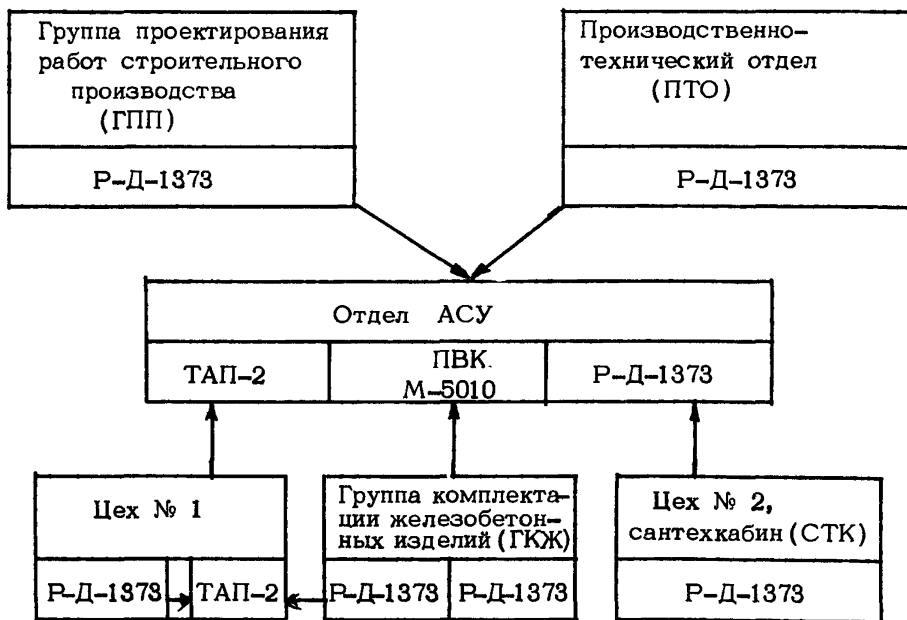 Группа проектирования
работ строительного
производства
(ГПП)
Р-Д-1373
Производственно-
технический отдел
(ПТО)
Р-Д-1373
Отдел АСУ
ТАП-2
ПВК.
М-5010
Р-Д-1373
Цех № 1
Р-Д-1373
ТАП-2
Группа комплекта-
ции железобетон-
ных изделий (ГКЖ)
Р-Д-1373
Р-Д-1373
Цех № 2,
сантехкабин (СТК)
Р-Д-1373